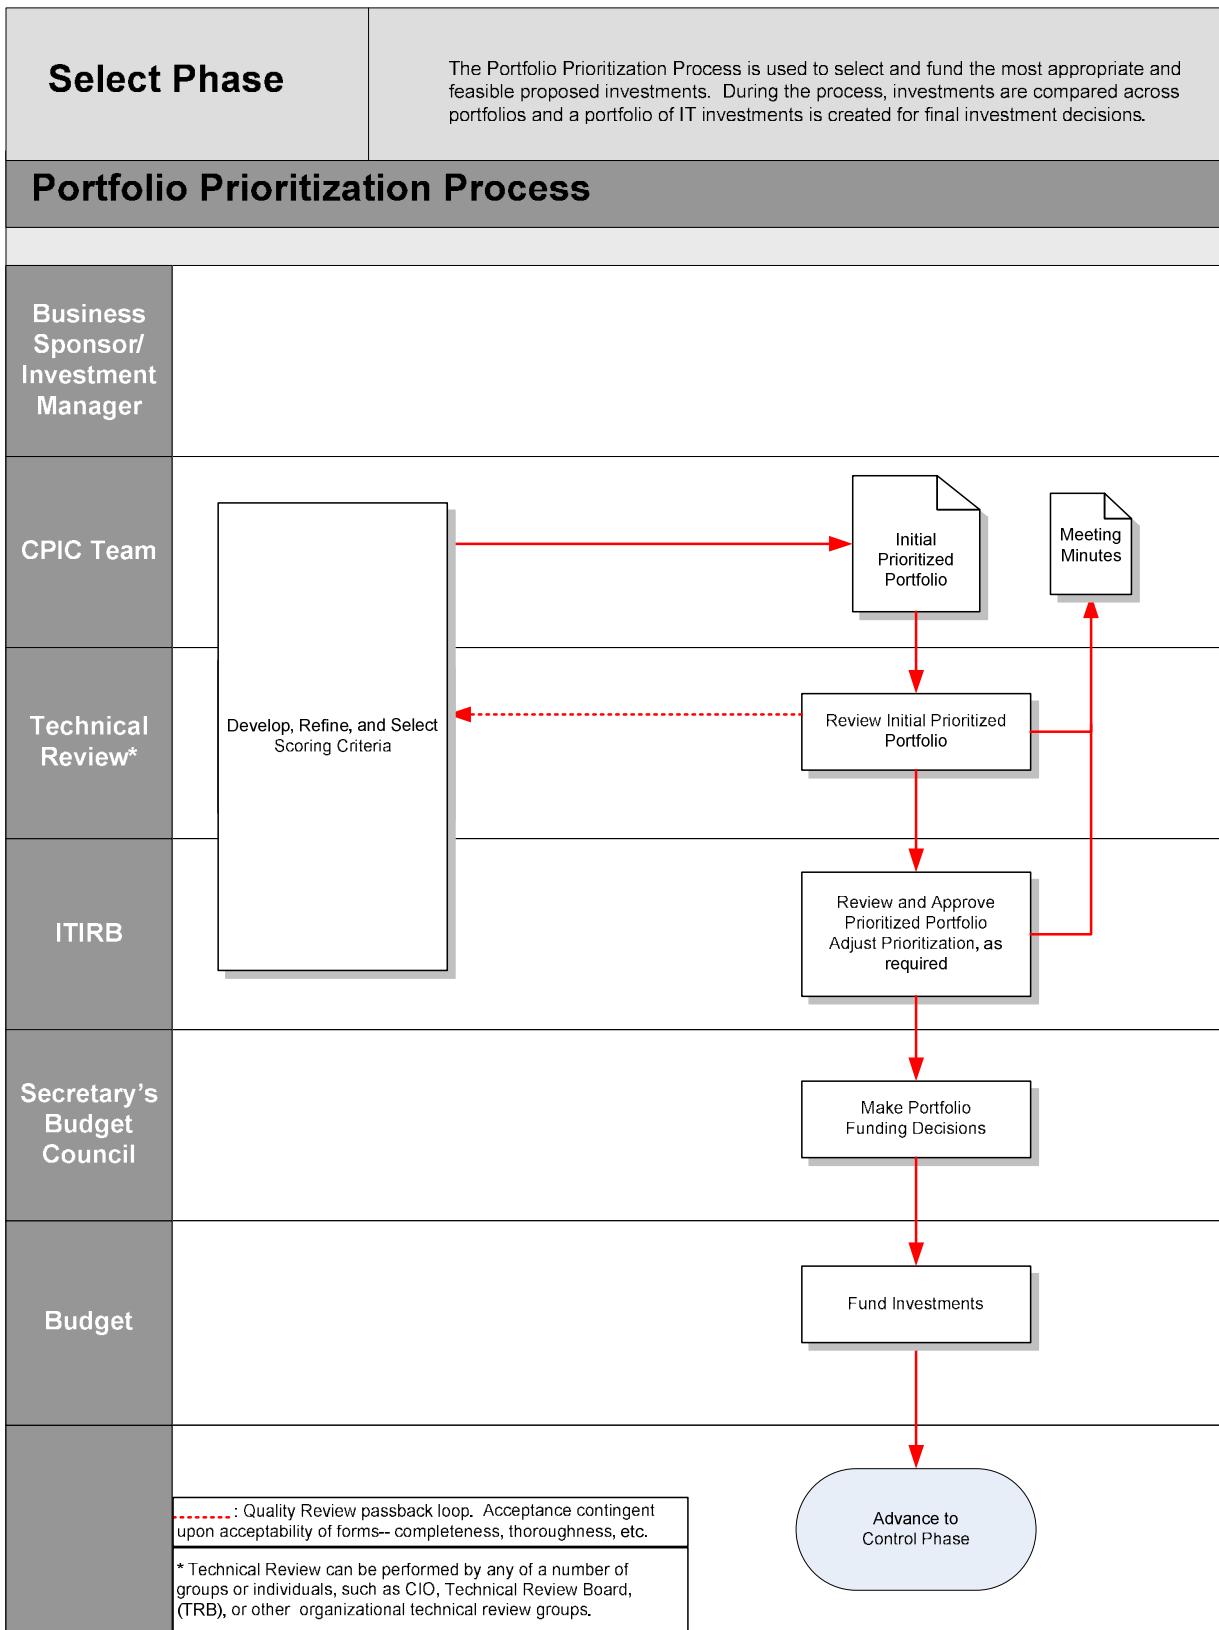 Select Phase
The Portfolio Prioritization Process is used to select and fund the most appropriate and
feasible proposed investments.  During the process, investments are compared across
portfolios and a portfolio of IT investments is created for final investment decisions.
Portfolio Prioritization Process
Business
Sponsor/
Investment
Manager
CPIC Team
Initial
Prioritized
Portfolio
Meeting
Minutes
Technical
Review*
Develop, Refine, and Select
Scoring Criteria
Review Initial Prioritized
Portfolio
ITIRB
Review and Approve
Prioritized Portfolio
Adjust Prioritization, as
required
Secretary’s
Budget
Council
Make Portfolio
Funding Decisions
Budget
Fund Investments
: Quality Review passback loop.  Acceptance contingent
upon acceptability of forms-- completeness, thoroughness, etc.
* Technical Review can be performed by any of a number of
groups or individuals, such as CIO, Technical Review Board,
(TRB), or other  organizational technical review groups.
Advance to
Control Phase